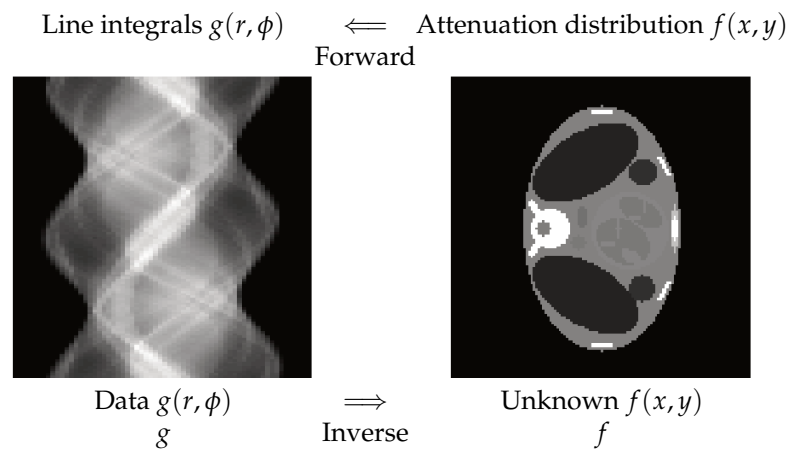 Line integrals g(r, ϕ) ⟸ Attenuation distribution f(x, y)
Forward
Data g(r, ϕ) ⟹ Unknown f(x, y)
g Inverse f